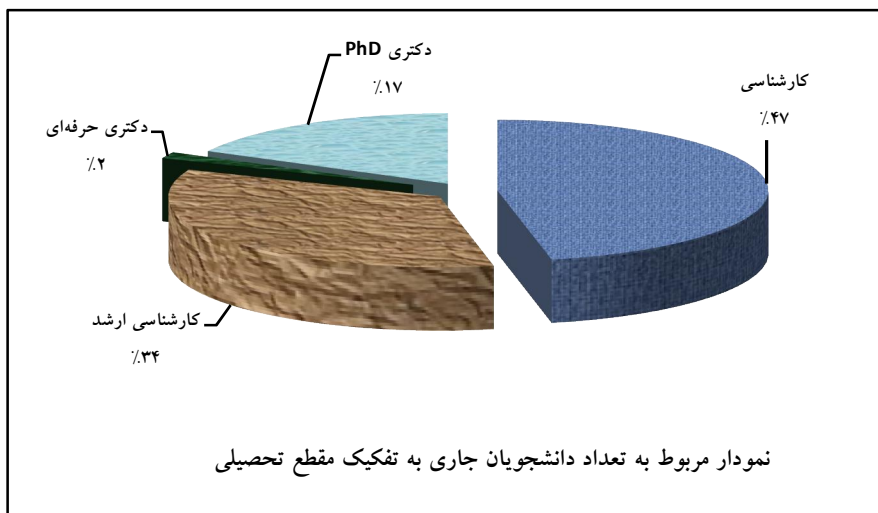 دکتری PhD
٪۱۷
کارشناسی
٪۴۷
دکتری حرفه‌ای
٪۲
کارشناسی ارشد
٪۳۴
نمودار مربوط به تعداد دانشجویان جاری به تفکیک مقطع تحصیلی